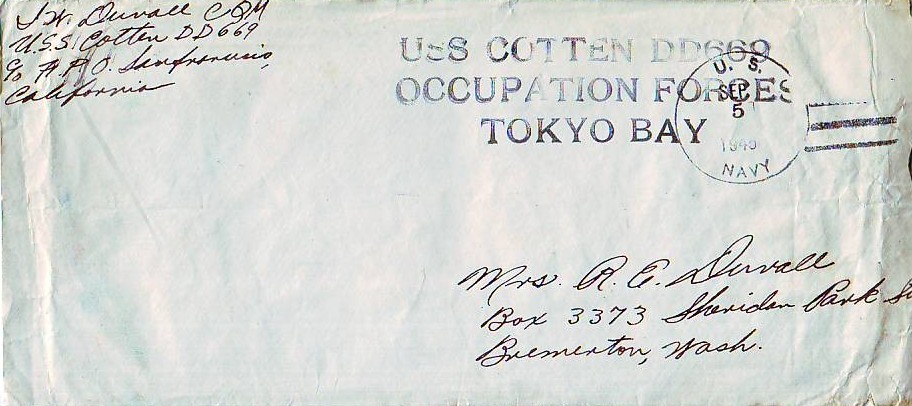 Duvall CQM
U.S.S. Cotten DD669
c/o F.P.O. San Francisco,
California
USS COTTEN DD669
OCCUPATION FORCES
TOKYO BAY
U. S.
SEP
5
1945
NAVY
Mrs. R. E. Duvall
Box 3373 Sheridan Park
Bremerton, Wash.